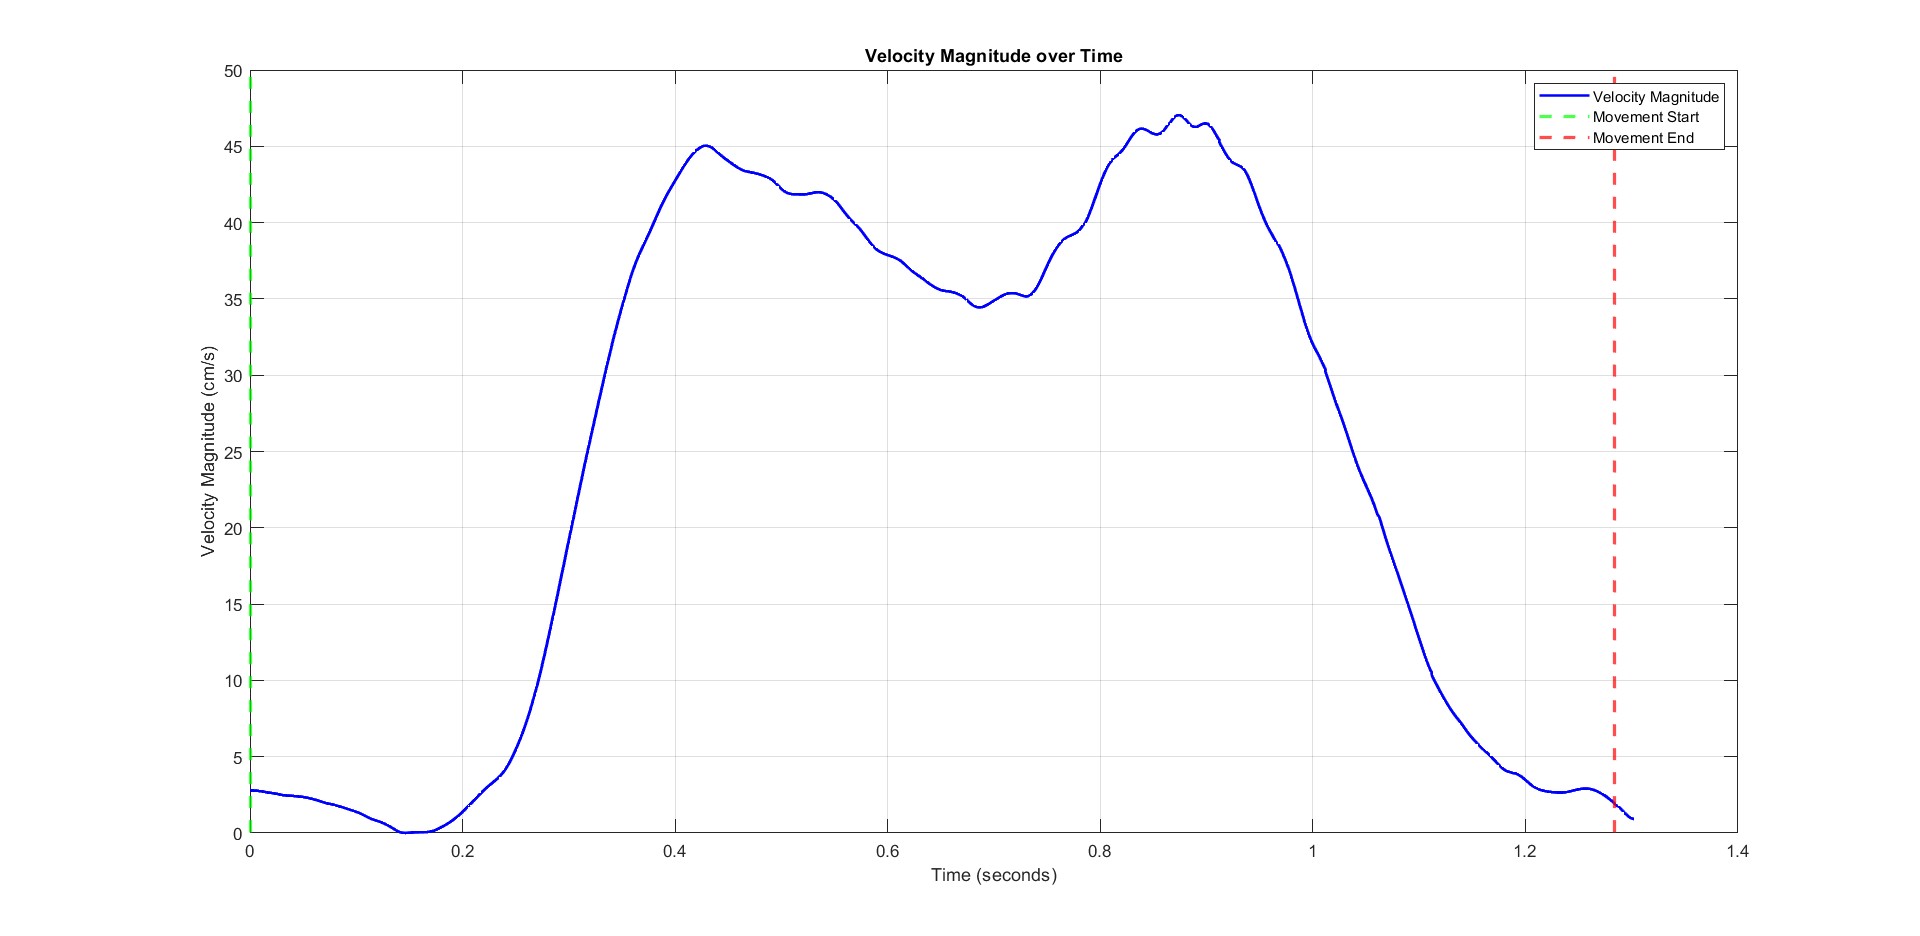 Velocity Magnitude over Time
50
45
40
35
30
25
20
15
10
5
0
Velocity Magnitude (cm/s)
0 0.2 0.4 0.6 0.8 1 1.2 1.4
Time (seconds)
Velocity Magnitude
Movement Start
Movement End